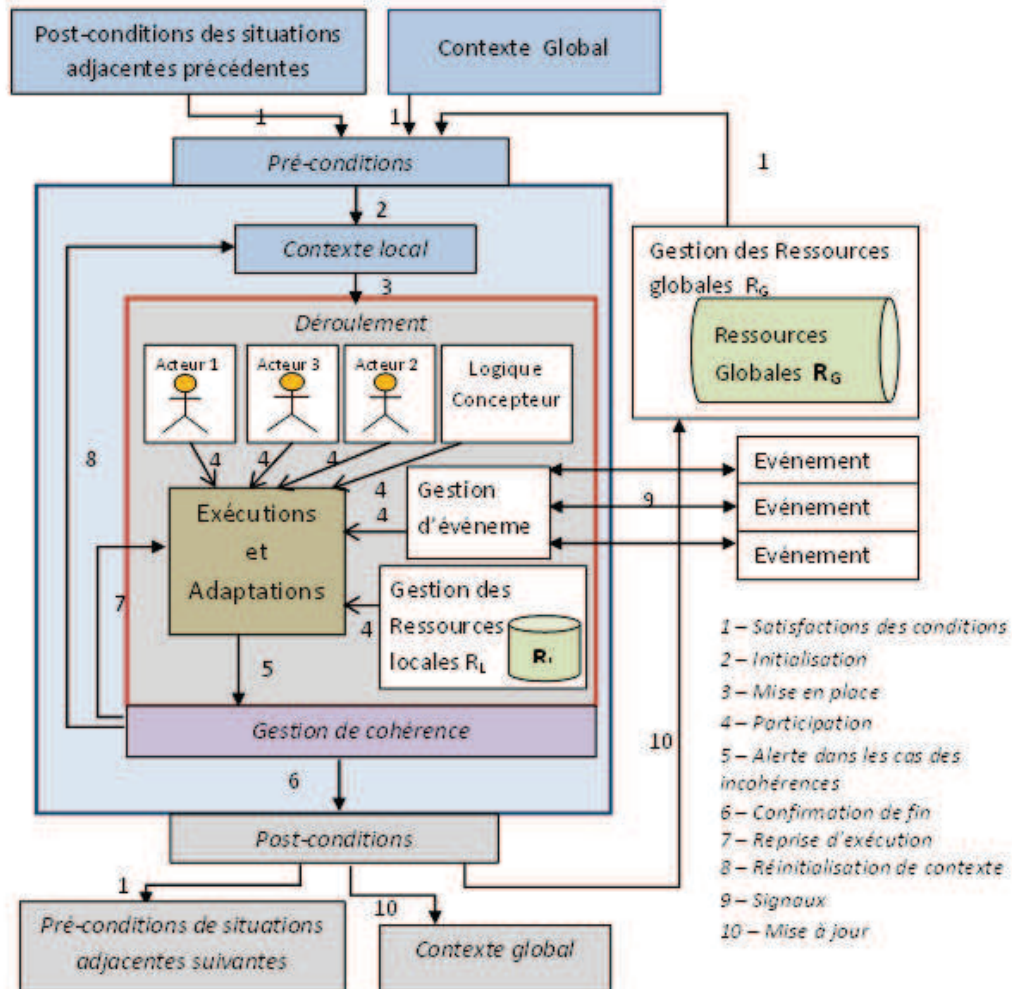 Post-conditions des situations
adjacentes précédentes
Contexte Global
1
1
1
Pré-conditions
2
Contexte local
3
Gestion des Ressources
globales RG
Ressources
Globales RG
Déroulement
Acteur 1
Acteur 3
Acteur 2
Logique
Concepteur
8
4
4
4
4
4
Exécutions
et
Adaptations
Gestion
d'événeme
9
Evénement
Evénement
Evénement
7
4
Gestion des
Ressources
locales RL
5
Gestion de cohérence
6
10
Post-conditions
1
10
Pré-conditions de situations
adjacentes suivantes
Contexte global
1 – Satisfactions des conditions
2 – Initialisation
3 – Mise en place
4 – Participation
5 – Alerte dans les cas des
incohérences
6 – Confirmation de fin
7 – Reprise d'exécution
8 – Réinitialisation de contexte
9 – Signaux
10 – Mise à jour